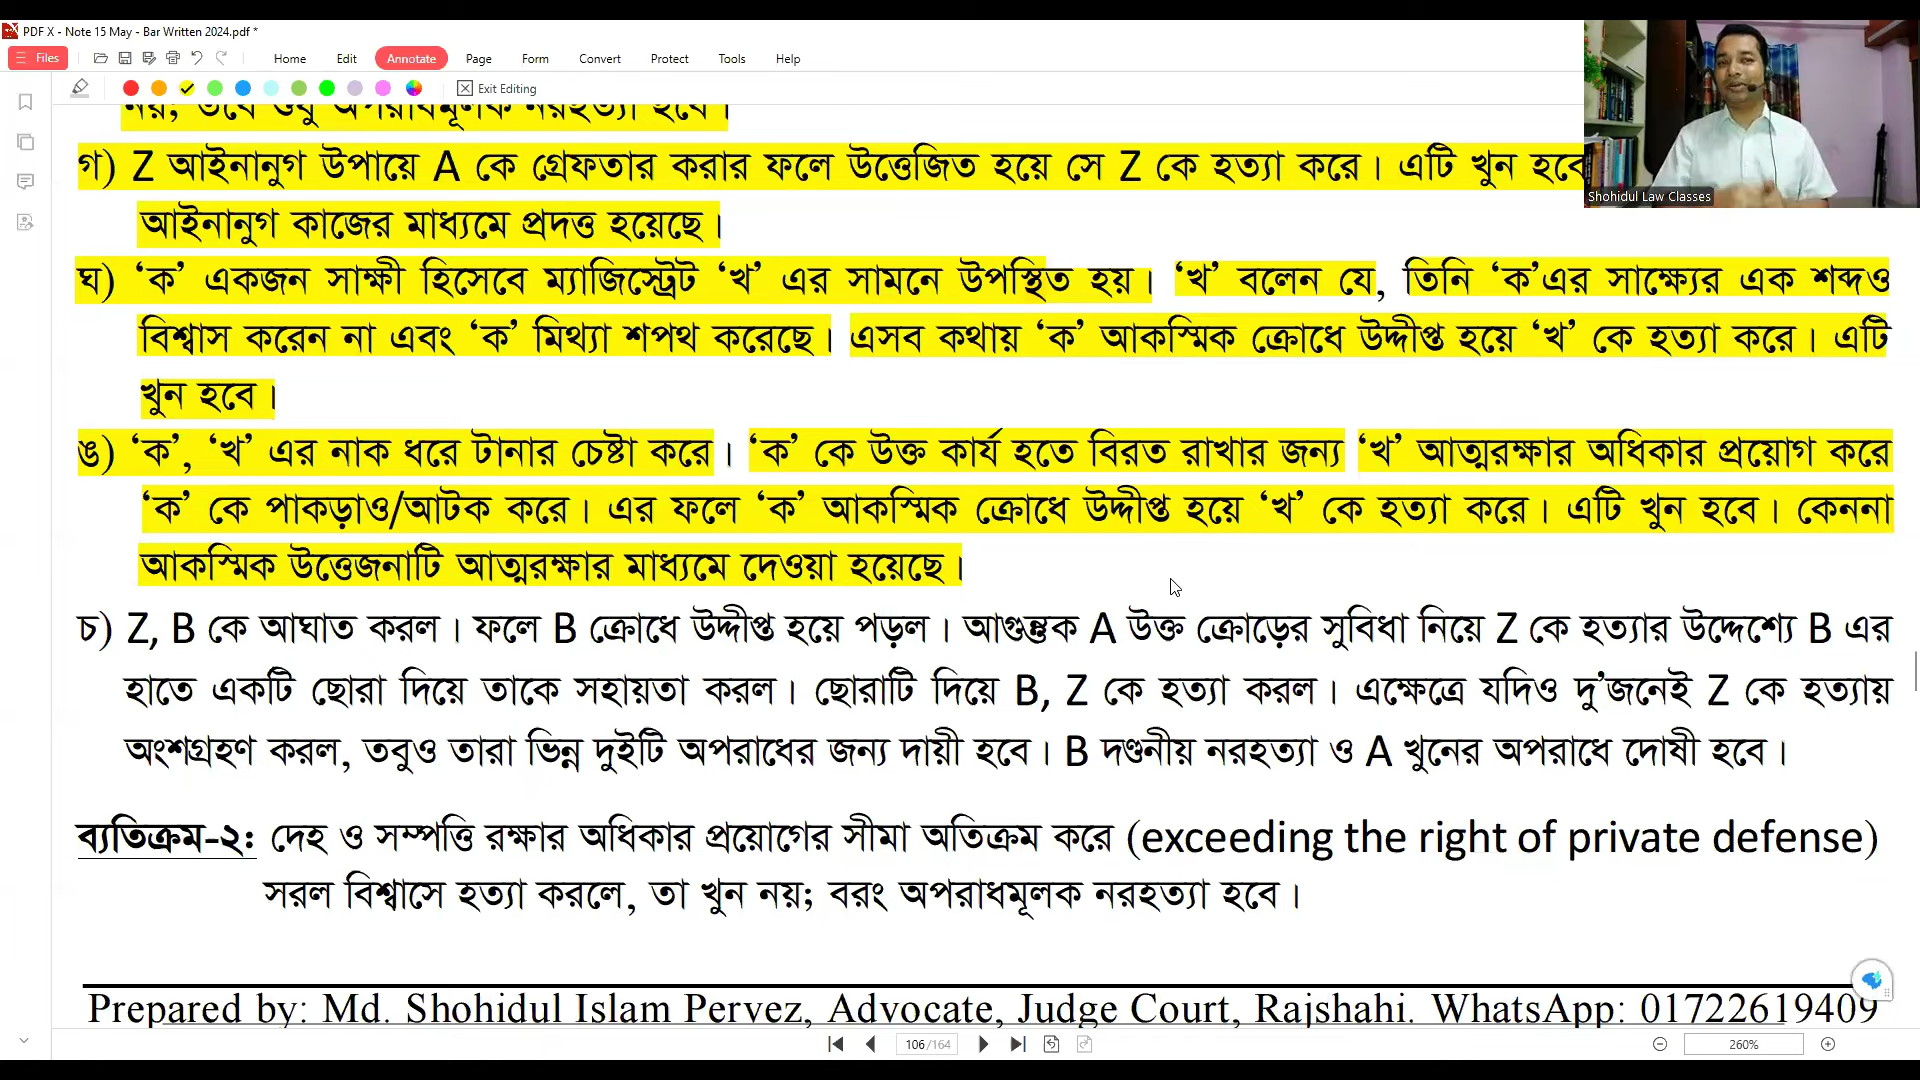 PDF X - Note 15 May - Bar Written 2024.pdf *
Files Home Edit Annotate Page Form Convert Protect Tools Help
Exit Editing
নয়; তবে শুধু অপরাধমূলক নরহত্যা হবে।
গ) Z আইনানুগ উপায়ে A কে গ্রেফতার করার ফলে উত্তেজিত হয়ে সে Z কে হত্যা করে। এটি খুন হবে
আইনানুগ কাজের মাধ্যমে প্রদত্ত হয়েছে।
Shohidul Law Classes
ঘ) ‘ক’ একজন সাক্ষী হিসেবে ম্যাজিস্ট্রেট ‘খ’ এর সামনে উপস্থিত হয়। ‘খ’ বলেন যে, তিনি ‘ক’এর সাক্ষ্যের এক শব্দও
বিশ্বাস করেন না এবং ‘ক’ মিথ্যা শপথ করেছে। এসব কথায় ‘ক’ আকস্মিক ক্রোধে উদ্দীপ্ত হয়ে ‘খ’ কে হত্যা করে। এটি
খুন হবে।
ঙ) ‘ক’, ‘খ’ এর নাক ধরে টানার চেষ্টা করে। ‘ক’ কে উক্ত কার্য হতে বিরত রাখার জন্য ‘খ’ আত্মরক্ষার অধিকার প্রয়োগ করে
‘ক’ কে পাকড়াও/আটক করে। এর ফলে ‘ক’ আকস্মিক ক্রোধে উদ্দীপ্ত হয়ে ‘খ’ কে হত্যা করে। এটি খুন হবে। কেননা
আকস্মিক উত্তেজনাটি আত্মরক্ষার মাধ্যমে দেওয়া হয়েছে।
চ) Z, B কে আঘাত করল। ফলে B ক্রোধে উদ্দীপ্ত হয়ে পড়ল। আগুন্তুক A উক্ত ক্রোড়ের সুবিধা নিয়ে Z কে হত্যার উদ্দেশ্যে B এর
হাতে একটি ছোরা দিয়ে তাকে সহায়তা করল। ছোরাটি দিয়ে B, Z কে হত্যা করল। এক্ষেত্রে যদিও দু’জনেই Z কে হত্যায়
অংশগ্রহণ করল, তবুও তারা ভিন্ন দুইটি অপরাধের জন্য দায়ী হবে। B দণ্ডনীয় নরহত্যা ও A খুনের অপরাধে দোষী হবে।
ব্যতিক্রম-২: দেহ ও সম্পত্তি রক্ষার অধিকার প্রয়োগের সীমা অতিক্রম করে (exceeding the right of private defense)
সরল বিশ্বাসে হত্যা করলে, তা খুন নয়; বরং অপরাধমূলক নরহত্যা হবে।
Prepared by: Md. Shohidul Islam Pervez, Advocate, Judge Court, Rajshahi. WhatsApp: 01722619409
106/164
260%